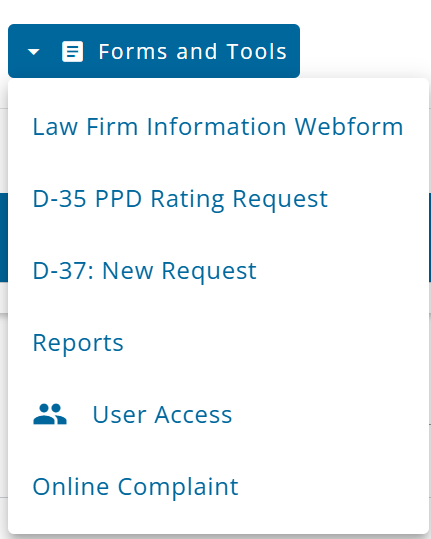 Forms and Tools
Law Firm Information Webform
D-35 PPD Rating Request
D-37: New Request
Reports
User Access
Online Complaint